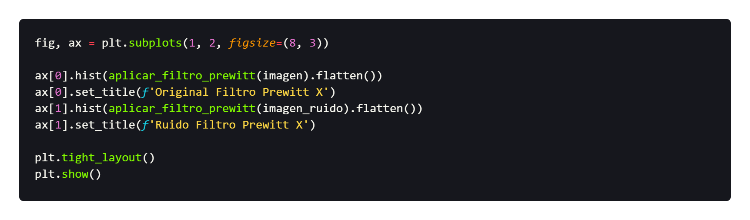 fig, ax = plt.subplots(1, 2, figsize=(8, 3))
ax[0].hist(aplicar_filtro_prewitt(imagen).flatten())
ax[0].set_title(f'Original Filtro Prewitt X')
ax[1].hist(aplicar_filtro_prewitt(imagen_ruido).flatten())
ax[1].set_title(f'Ruido Filtro Prewitt X')
plt.tight_layout()
plt.show()